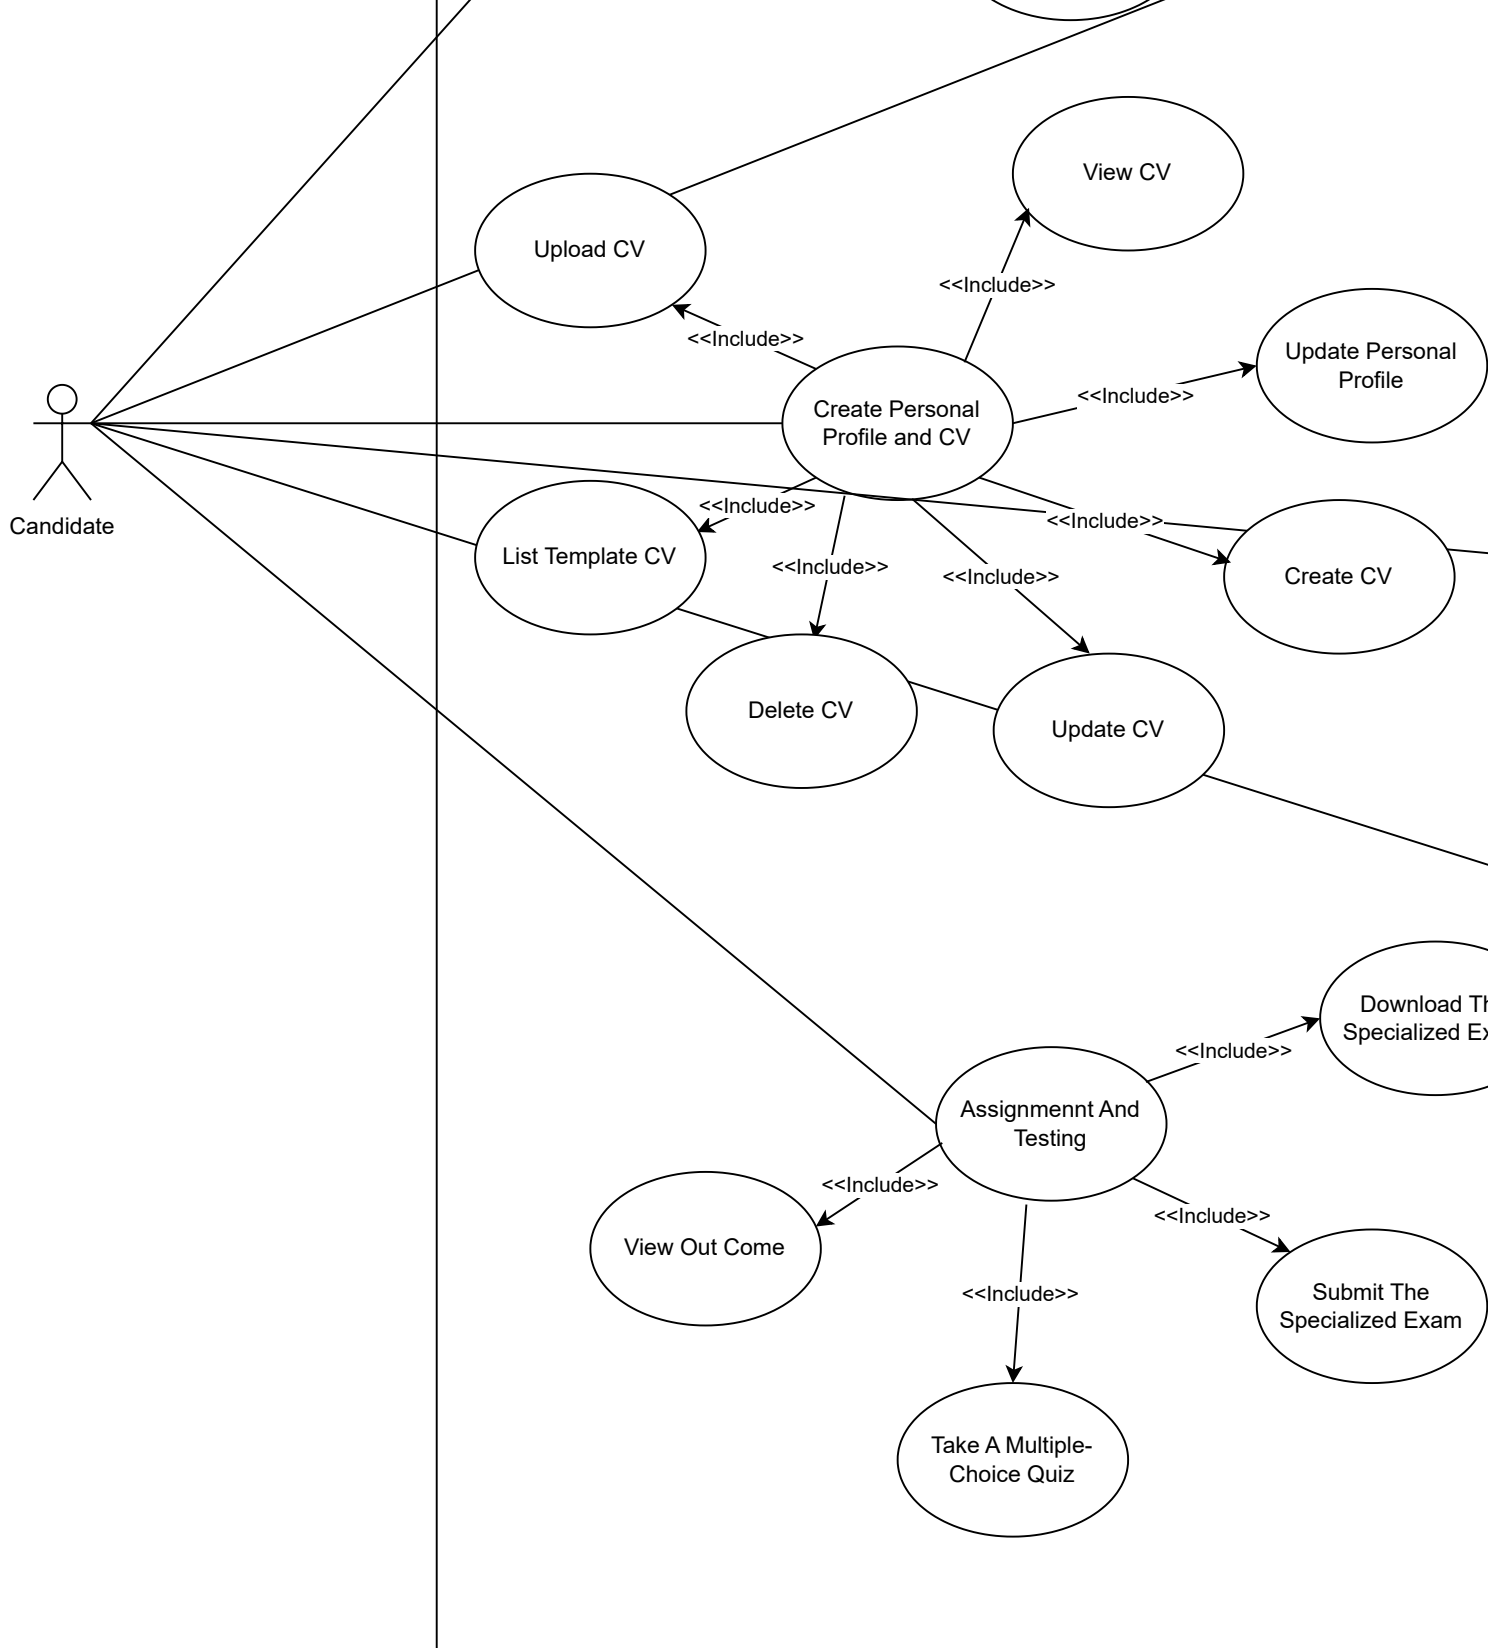 View CV
Upload CV
<<Include>>
<<Include>>
Update Personal
Profile
<<Include>>
Create Personal
Profile and CV
Candidate
<<Include>>
<<Include>>
List Template CV
<<Include>>
<<Include>>
Create CV
Delete CV
Update CV
Download
Specialized
<<Include>>
Assignmennt And
Testing
<<Include>>
<<Include>>
View Out Come
<<Include>>
Submit The
Specialized Exam
Take A Multiple-
Choice Quiz